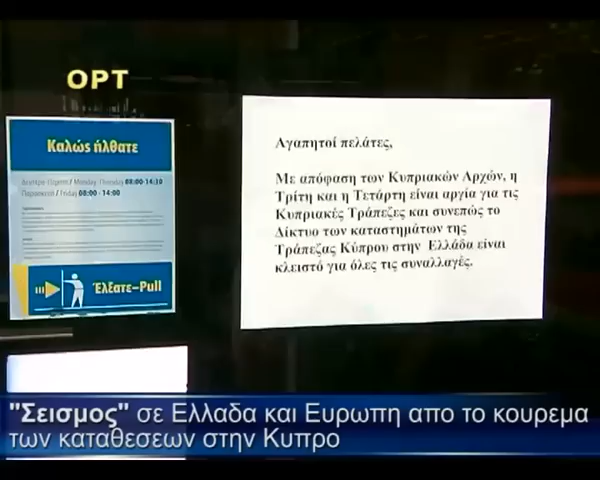 ΟΡΤ
Καλώς ήλθατε
Δευτέρα-Πέμπτη / Monday-Thursday 08:00-14:30
Παρασκευή / Friday 08:00 - 14:00
Έλξατε-Pull
Αγαπητοί πελάτες,
Με απόφαση των Κυπριακών Αρχών, η
Τρίτη και η Τετάρτη είναι αργία για τις
Κυπριακές Τράπεζες και συνεπώς το
Δίκτυο των καταστημάτων της
Τράπεζας Κύπρου στην Ελλάδα είναι
κλειστό για όλες τις συναλλαγές.
"Σεισμος" σε Ελλαδα και Ευρωπη απο το κουρεμα
των καταθεσεων στην Κυπρο